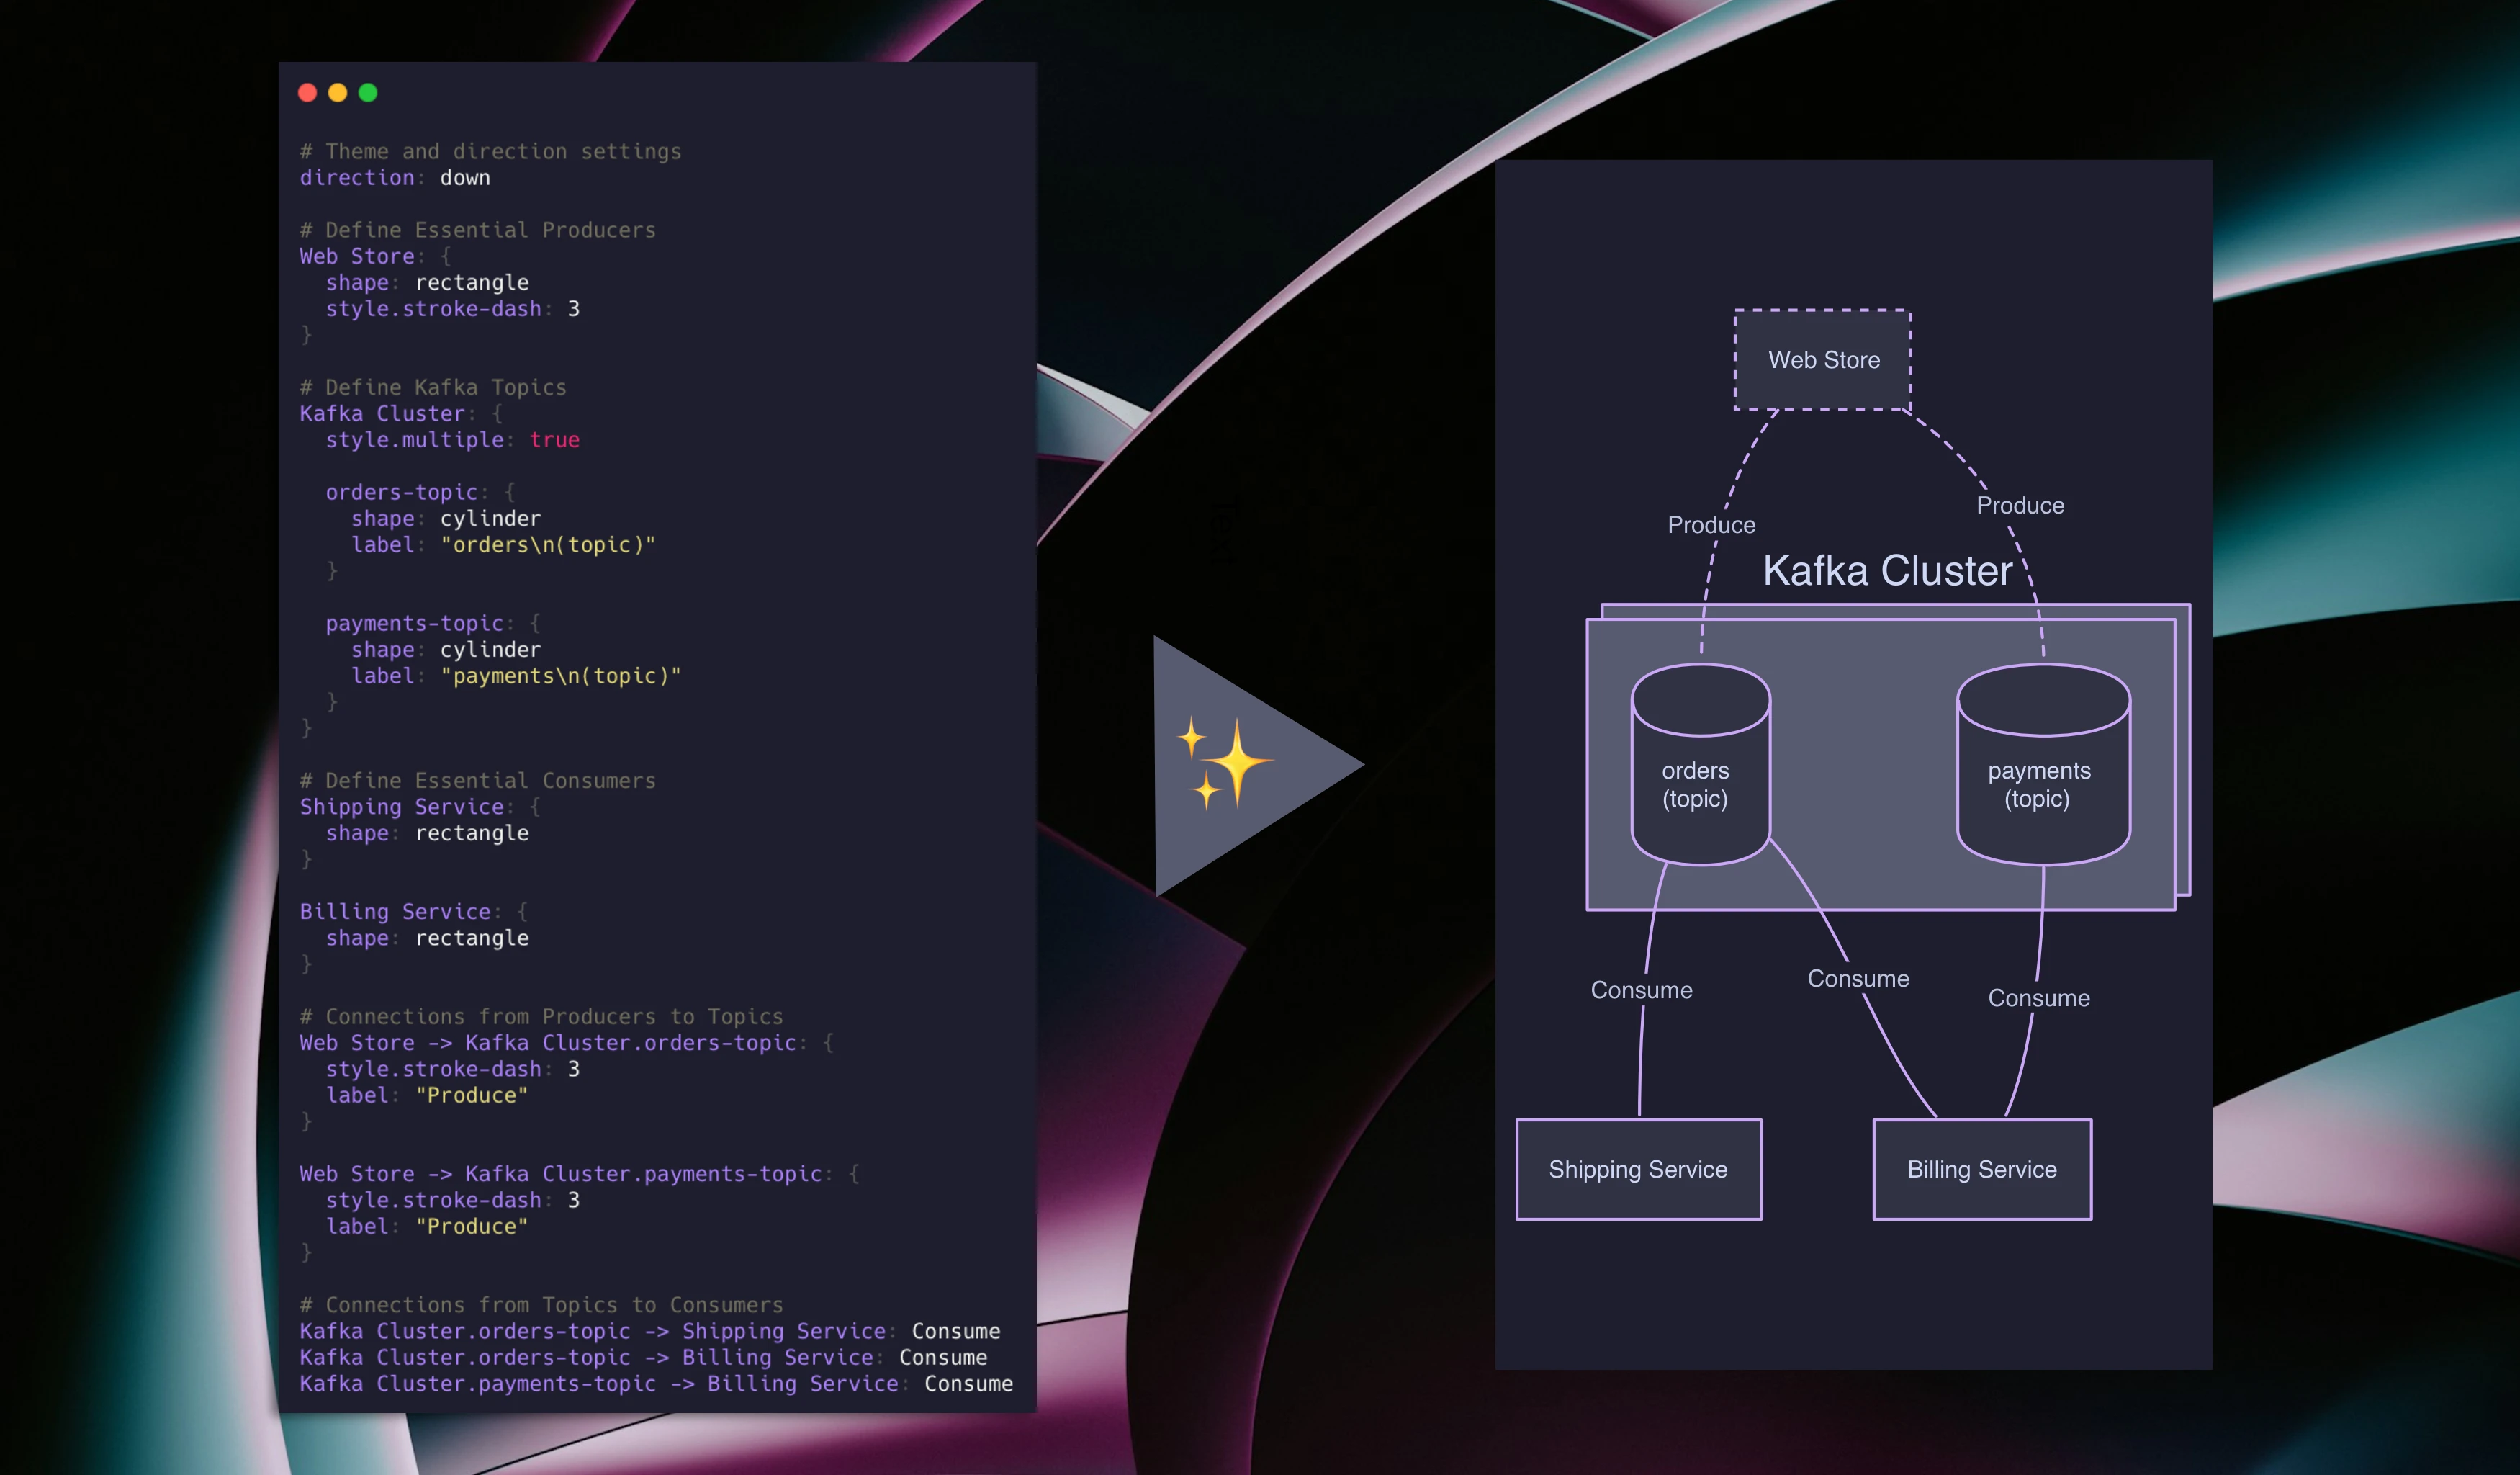 # Theme and direction settings
direction: down
# Define Essential Producers
Web Store: {
  shape: rectangle
  style.stroke-dash: 3
}
# Define Kafka Topics
Kafka Cluster: {
  style.multiple: true
  orders-topic: {
    shape: cylinder
    label: "orders\n(topic)"
  }
  payments-topic: {
    shape: cylinder
    label: "payments\n(topic)"
  }
}
# Define Essential Consumers
Shipping Service: {
  shape: rectangle
}
Billing Service: {
  shape: rectangle
}
# Connections from Producers to Topics
Web Store -> Kafka Cluster.orders-topic: {
  style.stroke-dash: 3
  label: "Produce"
}
Web Store -> Kafka Cluster.payments-topic: {
  style.stroke-dash: 3
  label: "Produce"
}
# Connections from Topics to Consumers
Kafka Cluster.orders-topic -> Shipping Service: Consume
Kafka Cluster.orders-topic -> Billing Service: Consume
Kafka Cluster.payments-topic -> Billing Service: Consume
Web Store
Produce
Produce
Kafka Cluster
orders
(topic)
payments
(topic)
Consume
Consume
Consume
Shipping Service
Billing Service